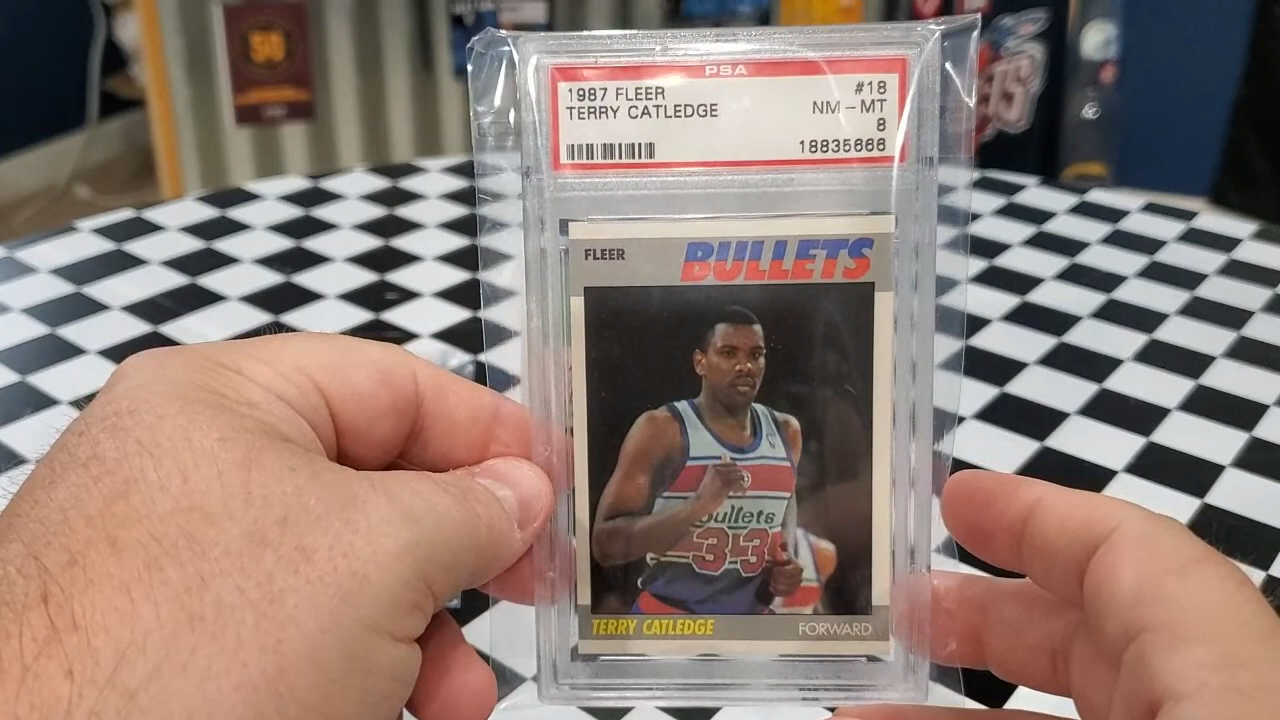 PSA
1987 FLEER #18
TERRY CATLEDGE NM-MT
8
18835666
FLEER BULLETS
bullets
33
TERRY CATLEDGE FORWARD